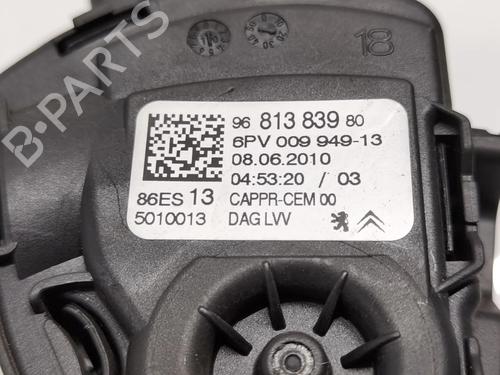 18
96 813 839 80
6PV 009 949-13
08.06.2010
04:53:20 / 03
86ES 13 CAPPR-CEM 00
5010013 DAG LVV
B-PARTS